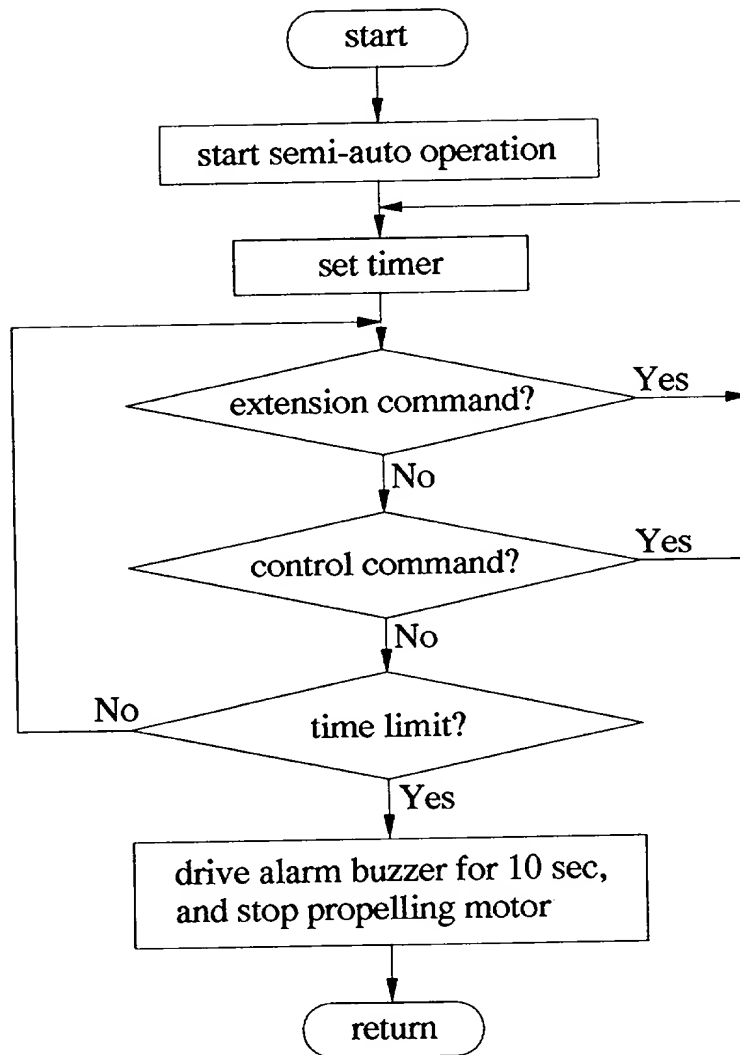 start
start semi-auto operation
set timer
extension command?
Yes
No
control command?
Yes
No
time limit?
No
Yes
drive alarm buzzer for 10 sec,
and stop propelling motor
return